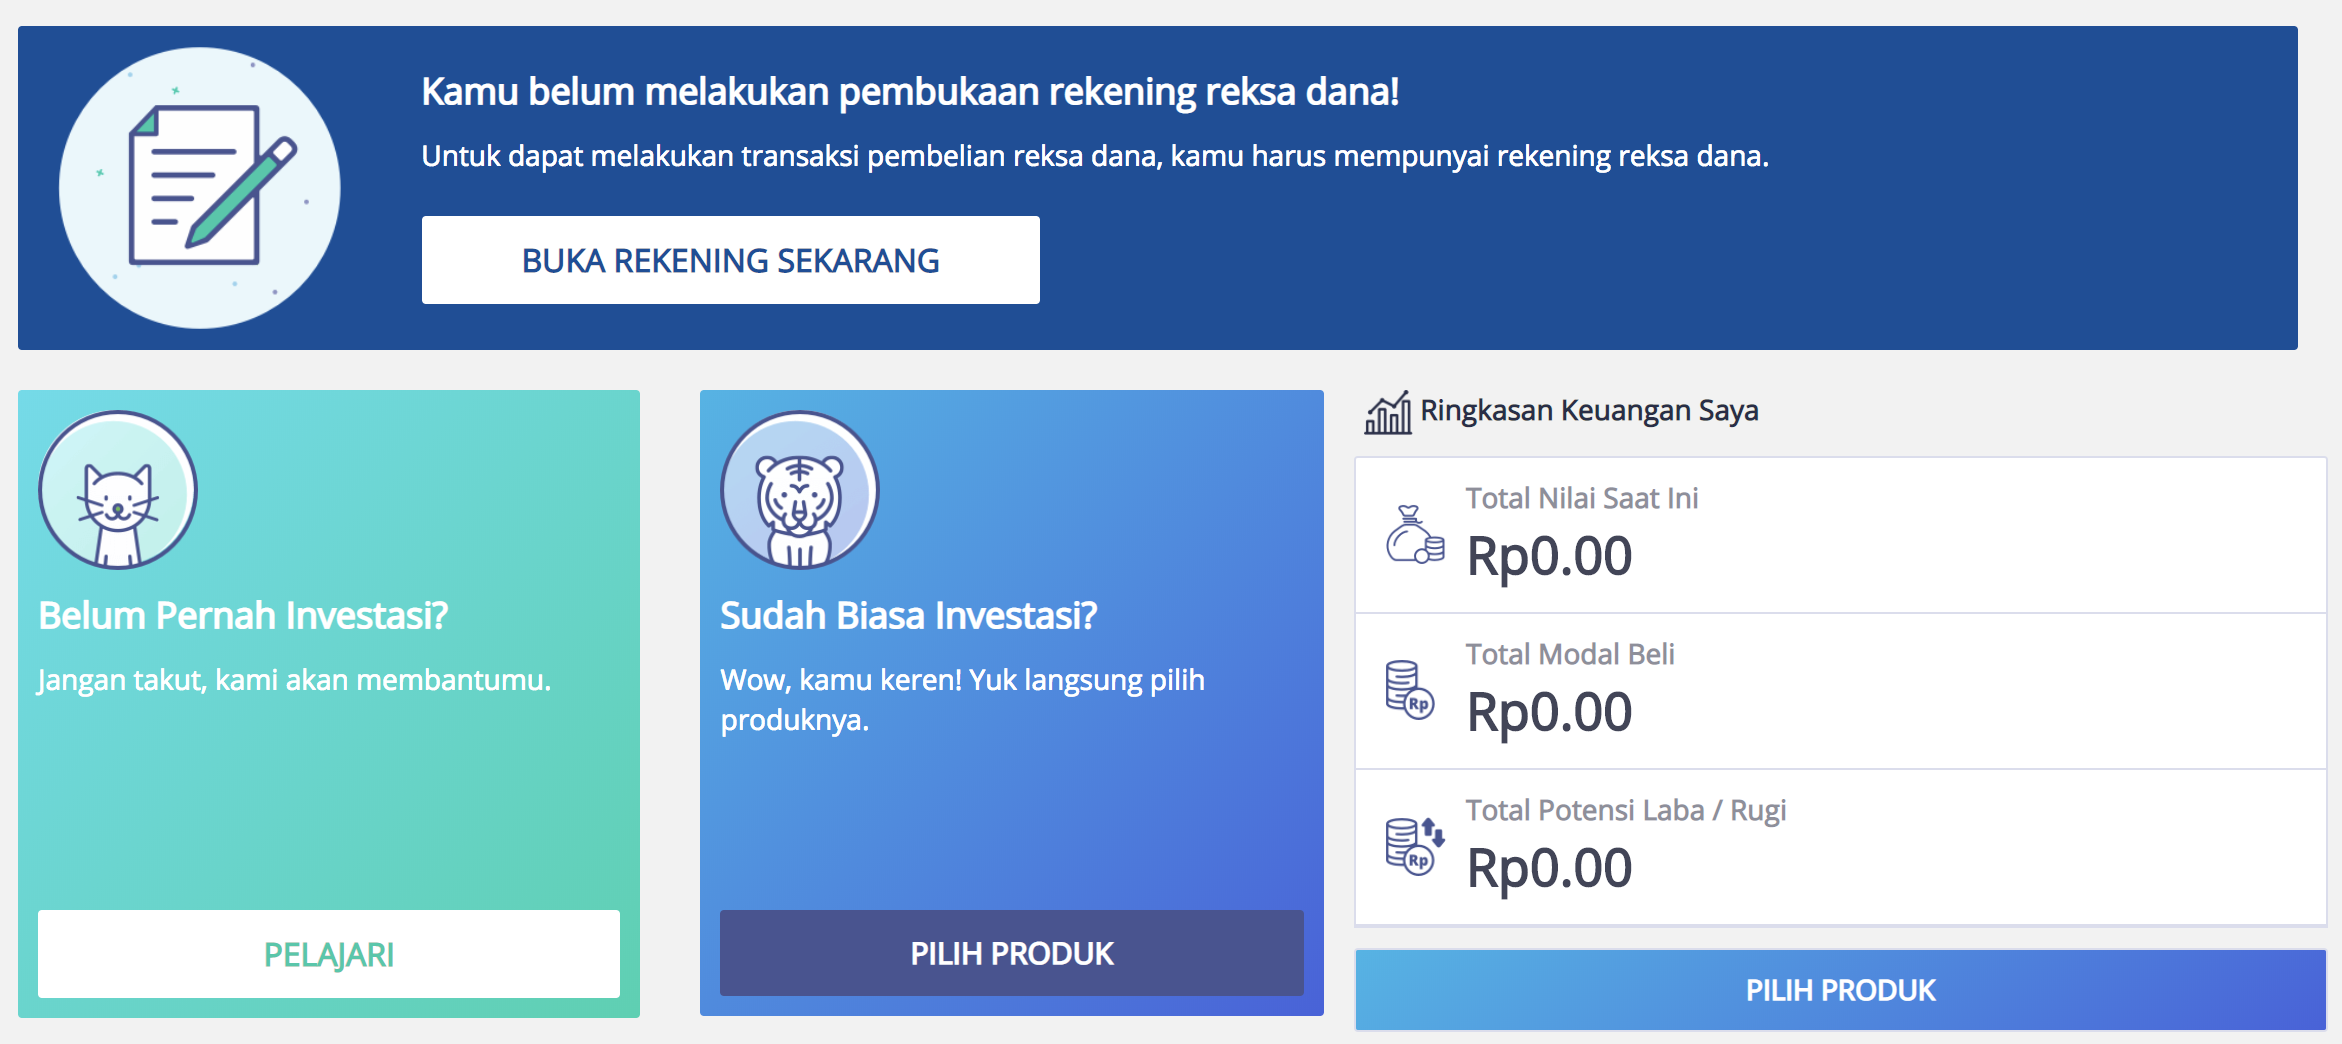 Kamu belum melakukan pembukaan rekening reksa dana!
Untuk dapat melakukan transaksi pembelian reksa dana, kamu harus mempunyai rekening reksa dana.
BUKA REKENING SEKARANG
Belum Pernah Investasi?
Jangan takut, kami akan membantumu.
PELAJARI
Sudah Biasa Investasi?
Wow, kamu keren! Yuk langsung pilih
produknya.
PILIH PRODUK
Ringkasan Keuangan Saya
Total Nilai Saat Ini
Rp0.00
Total Modal Beli
Rp
Rp0.00
Total Potensi Laba / Rugi
Rp
Rp0.00
PILIH PRODUK